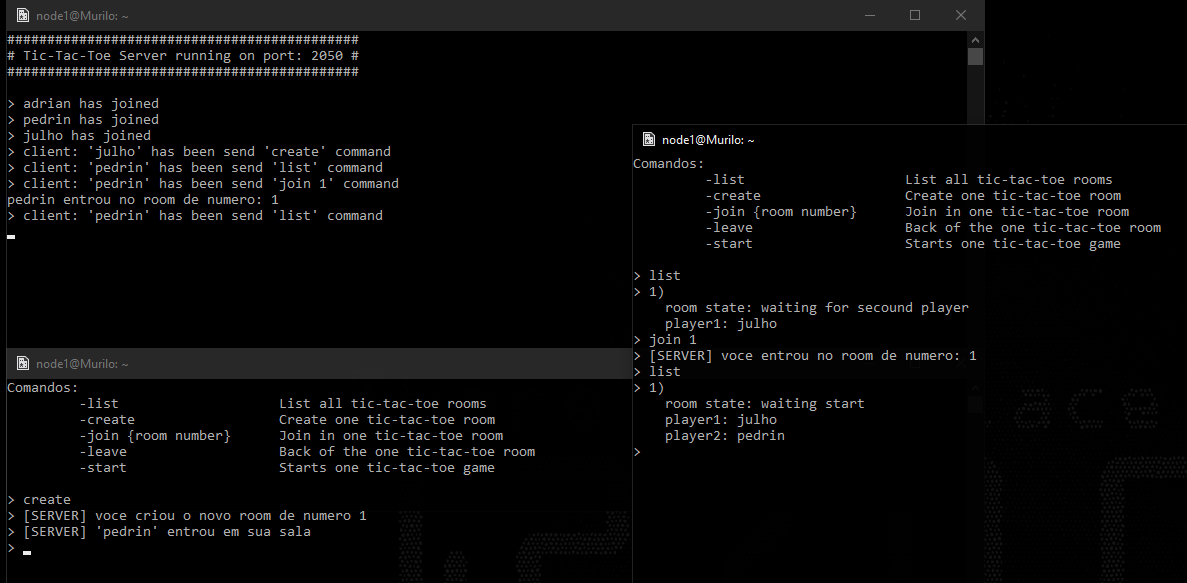 node1@Murilo: ~
############################################
# Tic-Tac-Toe Server running on port: 2050 #
############################################
> adrian has joined
> pedrin has joined
> julho has joined
> client: 'julho' has been send 'create' command
> client: 'pedrin' has been send 'list' command
> client: 'pedrin' has been send 'join 1' command
pedrin entrou no room de numero: 1
> client: 'pedrin' has been send 'list' command
node1@Murilo: ~
Comandos:
-list List all tic-tac-toe rooms
-create Create one tic-tac-toe room
-join {room number} Join in one tic-tac-toe room
-leave Back of the one tic-tac-toe room
-start Starts one tic-tac-toe game
> create
> [SERVER] voce criou o novo room de numero 1
> [SERVER] 'pedrin' entrou em sua sala
>
node1@Murilo: ~
Comandos:
-list List all tic-tac-toe rooms
-create Create one tic-tac-toe room
-join {room number} Join in one tic-tac-toe room
-leave Back of the one tic-tac-toe room
-start Starts one tic-tac-toe game
> list
> 1)
room state: waiting for secound player
player1: julho
> join 1
> [SERVER] voce entrou no room de numero: 1
> list
> 1)
room state: waiting start
player1: julho
player2: pedrin
>